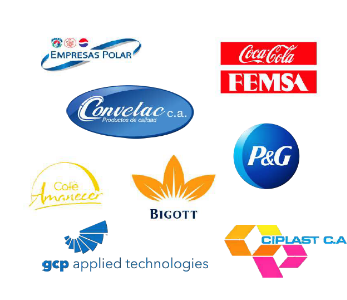 EMPRESAS POLAR
Coca-Cola
FEMSA
Convelac c.a.
Productos de calidad
P&G
Café
Amanecer
BIGOTT
CIPLAST C.A
gcp applied technologies